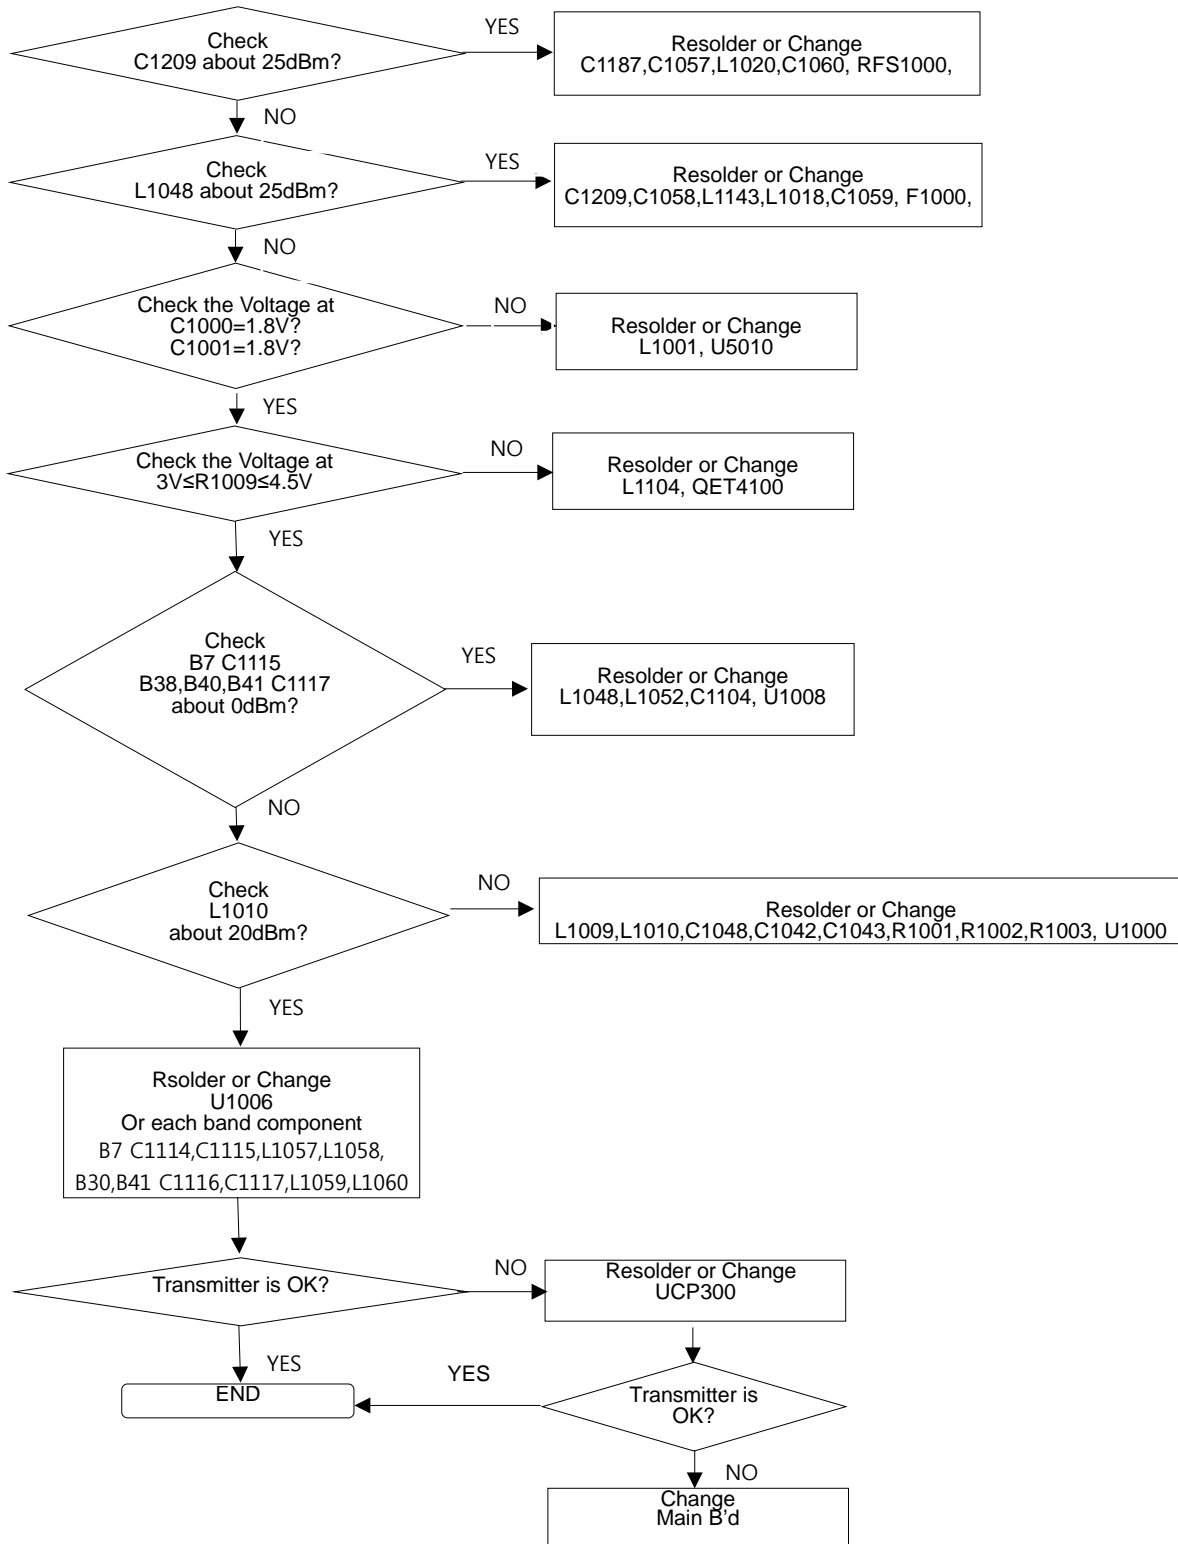 Check
C1209 about 25dBm?
YES
Resolder or Change
C1187,C1057,L1020,C1060, RFS1000,
NO
Check
L1048 about 25dBm?
YES
Resolder or Change
C1209,C1058,L1143,L1018,C1059, F1000,
NO
Check the Voltage at
C1000=1.8V?
C1001=1.8V?
NO
Resolder or Change
L1001, U5010
YES
Check the Voltage at
3V≤R1009≤4.5V
NO
Resolder or Change
L1104, QET4100
YES
Check
B7 C1115
B38,B40,B41 C1117
about 0dBm?
YES
Resolder or Change
L1048,L1052,C1104, U1008
NO
Check
L1010
about 20dBm?
NO
Resolder or Change
L1009,L1010,C1048,C1042,C1043,R1001,R1002,R1003, U1000
YES
Rsolder or Change
U1006
Or each band component
B7 C1114,C1115,L1057,L1058,
B30,B41 C1116,C1117,L1059,L1060
Transmitter is OK?
NO
Resolder or Change
UCP300
YES
END
YES
Transmitter is
OK?
NO
Change
Main B'd